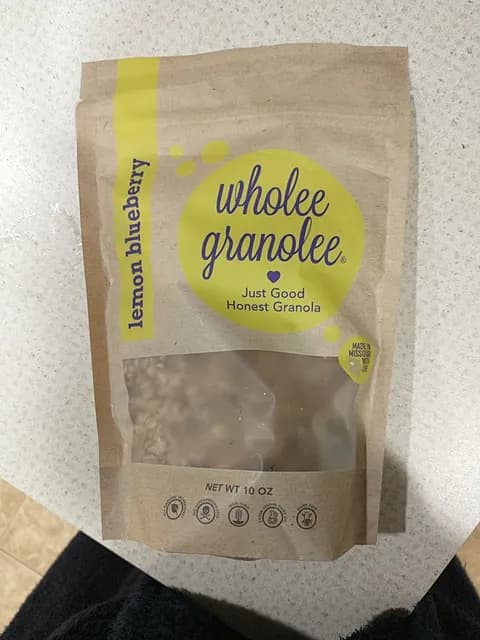 lemon blueberry
wholee
granolee®
Just Good
Honest Granola
MADE IN
MISSOURI
NET WT 10 OZ